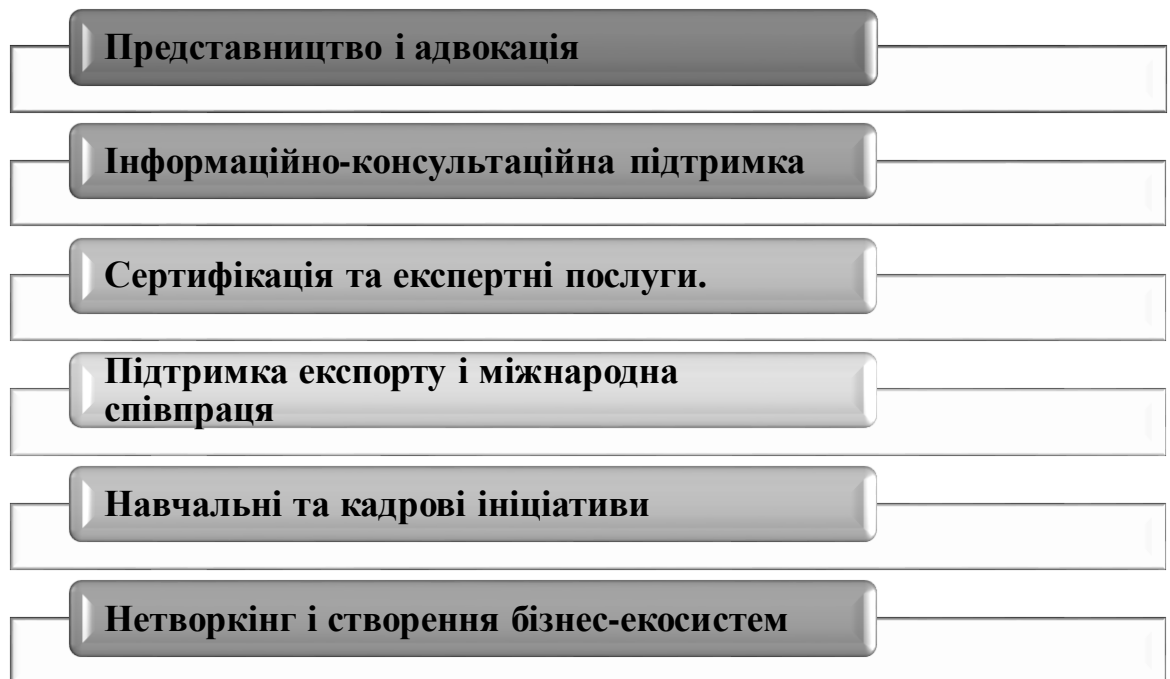 Представництво і адвокація
Інформаційно-консультаційна підтримка
Сертифікація та експертні послуги.
Підтримка експорту і міжнародна
співпраця
Навчальні та кадрові ініціативи
Нетворкінг і створення бізнес-екосистем